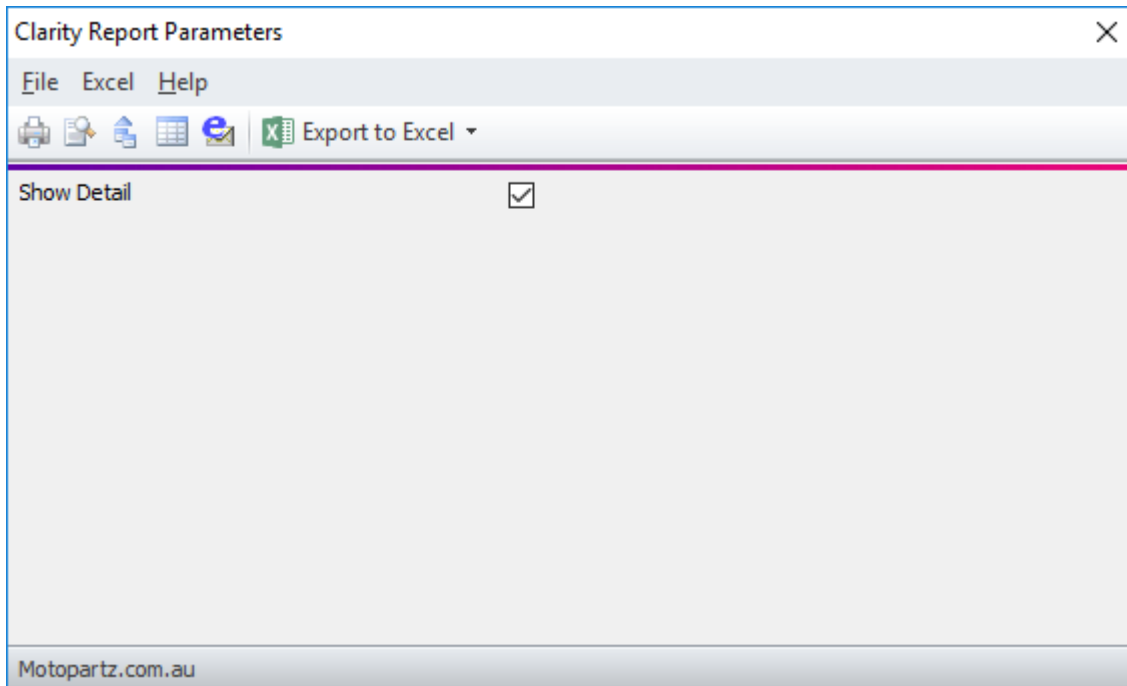 Clarity Report Parameters
File Excel Help
Export to Excel
Show Detail
Motopartz.com.au